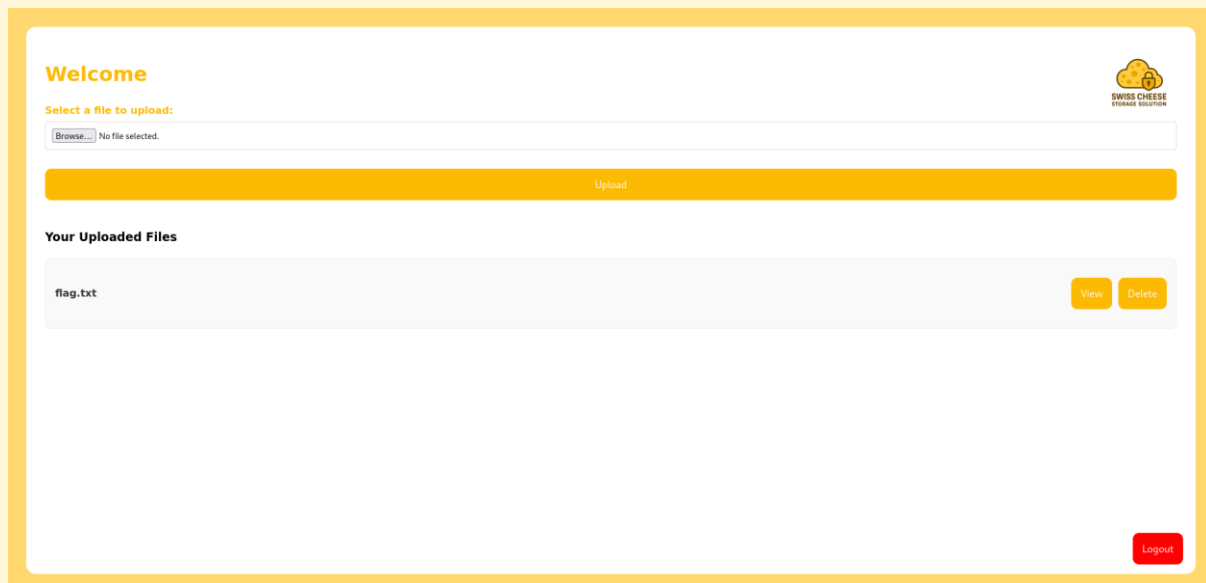 Welcome
SWISS CHEESE
STORAGE SOLUTION
Select a file to upload:
Browse... No file selected.
Upload
Your Uploaded Files
flag.txt
View Delete
Logout